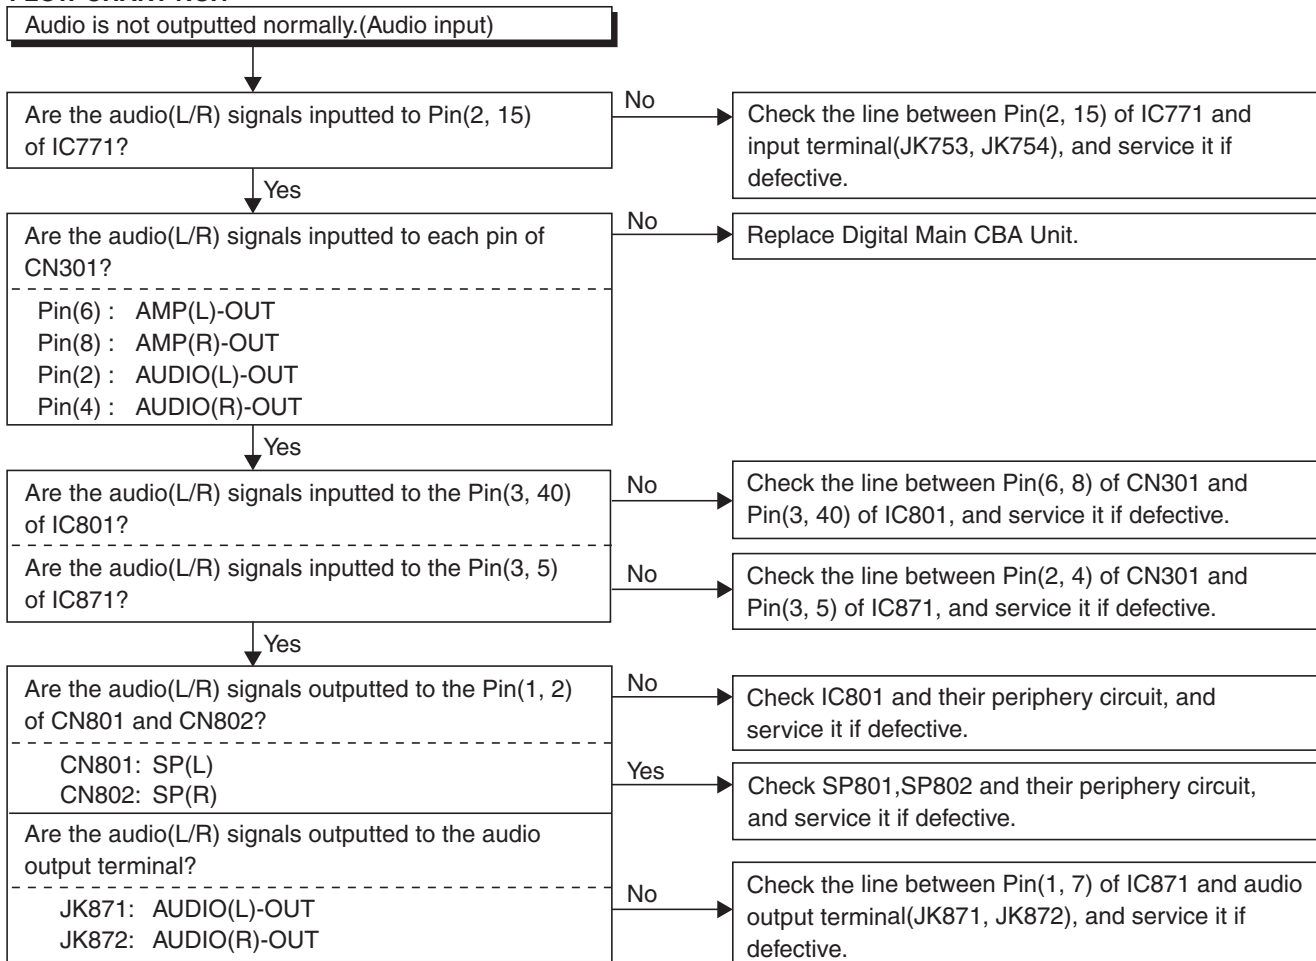 Audio is not outputted normally.(Audio input)
Are the audio(L/R) signals inputted to Pin(2, 15)
of IC771?
No
Check the line between Pin(2, 15) of IC771 and
input terminal(JK753, JK754), and service it if
defective.
Yes
Are the audio(L/R) signals inputted to each pin of
CN301?
Pin(6) : AMP(L)-OUT
Pin(8) : AMP(R)-OUT
Pin(2) : AUDIO(L)-OUT
Pin(4) : AUDIO(R)-OUT
No
Replace Digital Main CBA Unit.
Yes
Are the audio(L/R) signals inputted to the Pin(3, 40)
of IC801?
No
Check the line between Pin(6, 8) of CN301 and
Pin(3, 40) of IC801, and service it if defective.
Are the audio(L/R) signals inputted to the Pin(3, 5)
of IC871?
No
Check the line between Pin(2, 4) of CN301 and
Pin(3, 5) of IC871, and service it if defective.
Yes
Are the audio(L/R) signals outputted to the Pin(1, 2)
of CN801 and CN802?
CN801: SP(L)
CN802: SP(R)
No
Check IC801 and their periphery circuit, and
service it if defective.
Yes
Check SP801,SP802 and their periphery circuit,
and service it if defective.
Are the audio(L/R) signals outputted to the audio
output terminal?
JK871: AUDIO(L)-OUT
JK872: AUDIO(R)-OUT
No
Check the line between Pin(1, 7) of IC871 and audio
output terminal(JK871, JK872), and service it if
defective.